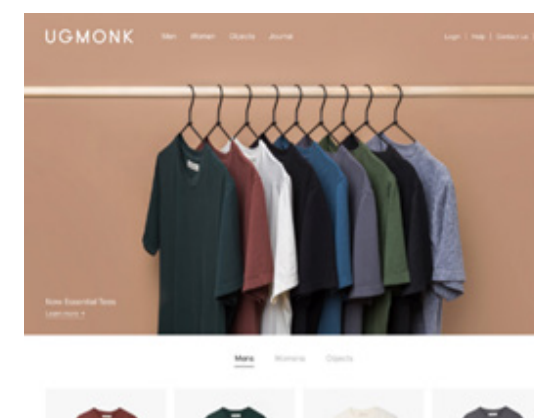 UGMONK Men Women Objects Journal Login | Help | Contact Us |
New Essential Tees
Learn more
Mens Womens Objects